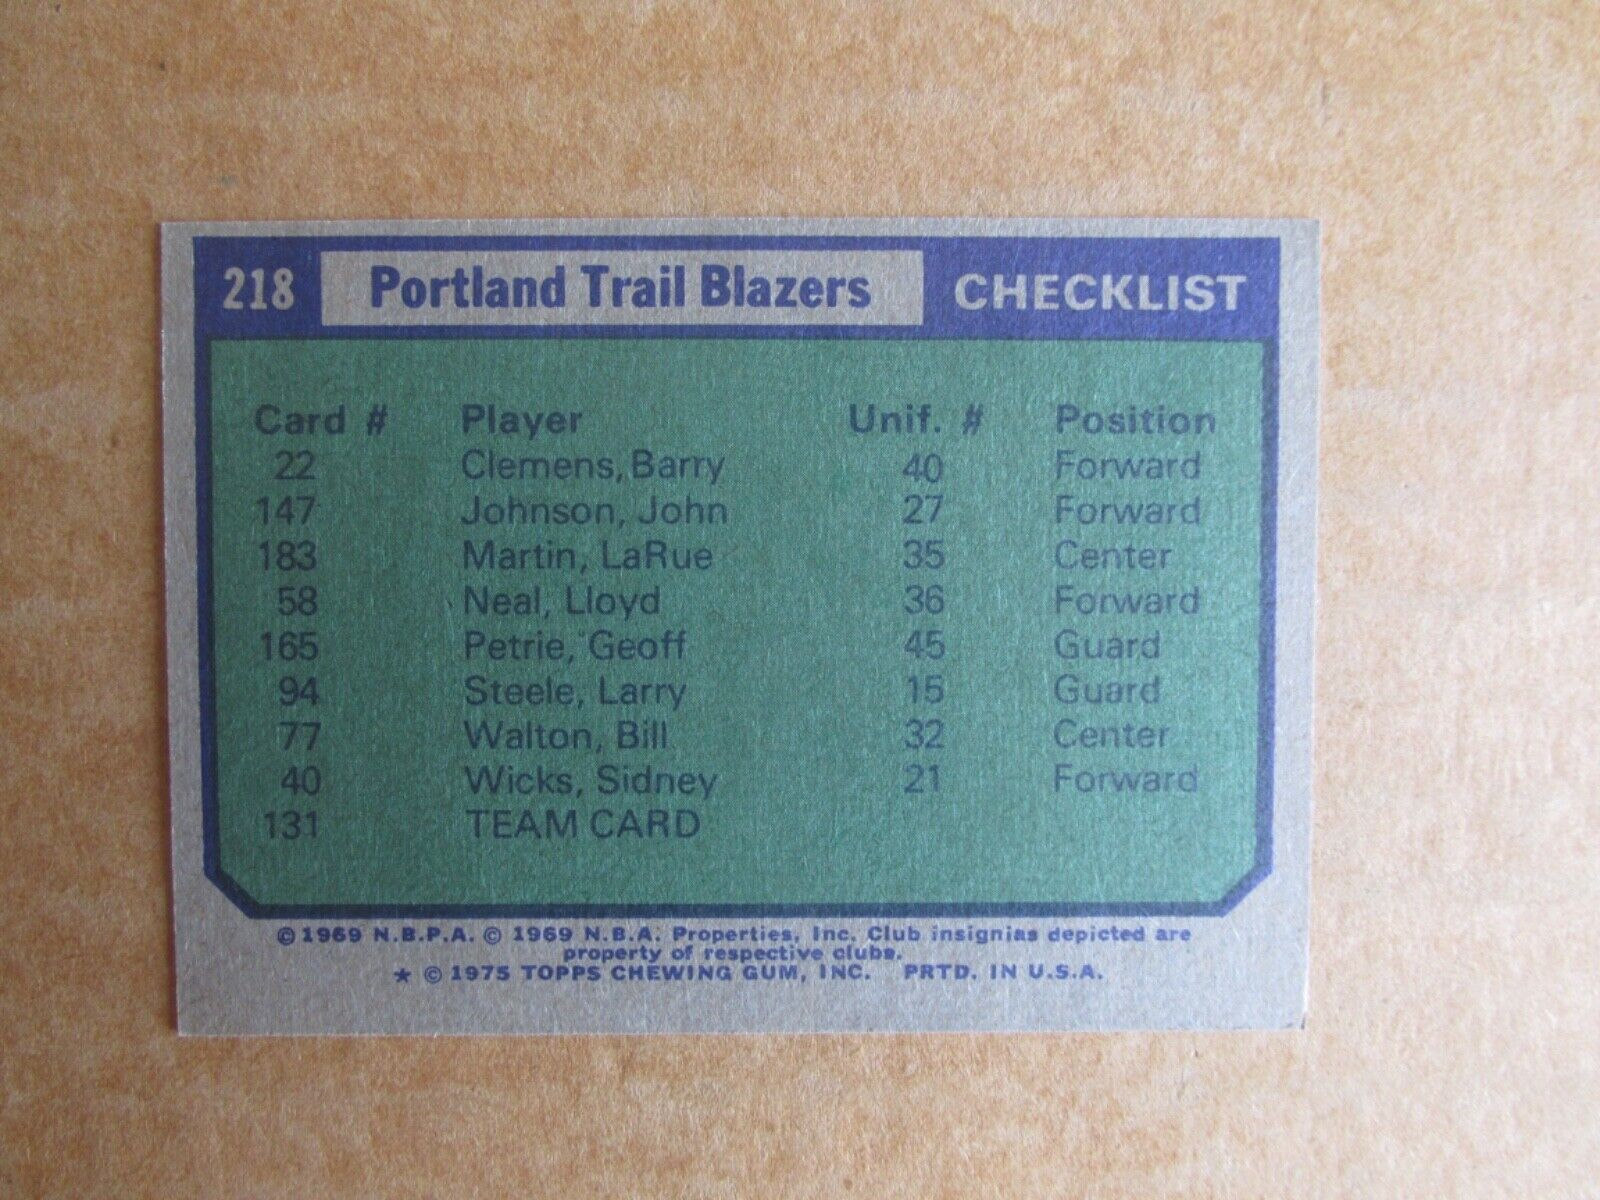 218 Portland Trail Blazers CHECKLIST
Card # Player Unif. # Position
22 Clemens, Barry 40 Forward
147 Johnson, John 27 Forward
183 Martin, LaRue 35 Center
58 Neal, Lloyd 36 Forward
165 Petrie, Geoff 45 Guard
94 Steele, Larry 15 Guard
77 Walton, Bill 32 Center
40 Wicks, Sidney 21 Forward
131 TEAM CARD
© 1969 N.B.P.A. © 1969 N.B.A. Properties, Inc. Club insignias depicted are
property of respective clubs.
★ © 1975 TOPPS CHEWING GUM, INC. PRTD. IN U.S.A.